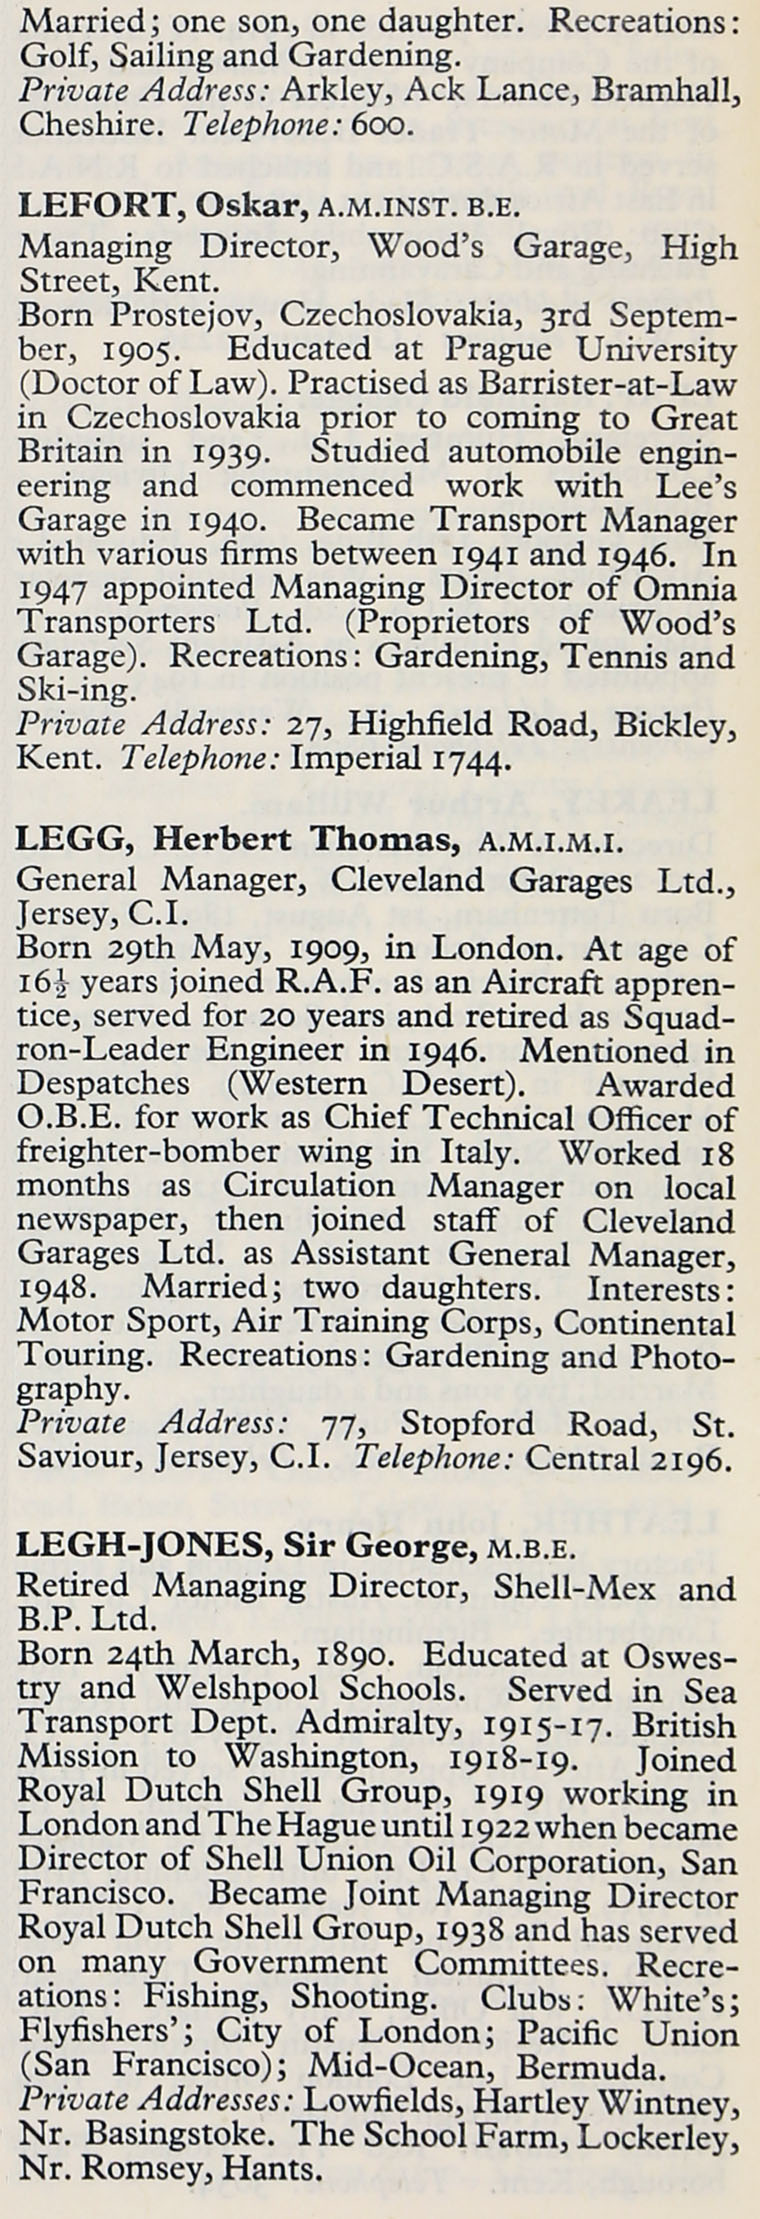 Married; one son, one daughter. Recreations:
Golf, Sailing and Gardening.
Private Address: Arkley, Ack Lance, Bramhall,
Cheshire. Telephone: 600.
LEFORT, Oskar, A.M.INST. B.E.
Managing Director, Wood's Garage, High
Street, Kent.
Born Prostejov, Czechoslovakia, 3rd Septem-
ber, 1905. Educated at Prague University
(Doctor of Law). Practised as Barrister-at-Law
in Czechoslovakia prior to coming to Great
Britain in 1939. Studied automobile engin-
eering and commenced work with Lee's
Garage in 1940. Became Transport Manager
with various firms between 1941 and 1946. In
1947 appointed Managing Director of Omnia
Transporters Ltd. (Proprietors of Wood's
Garage). Recreations: Gardening, Tennis and
Ski-ing.
Private Address: 27, Highfield Road, Bickley,
Kent. Telephone: Imperial 1744.
LEGG, Herbert Thomas, A.M.I.M.I.
General Manager, Cleveland Garages Ltd.,
Jersey, C.I.
Born 29th May, 1909, in London. At age of
16½ years joined R.A.F. as an Aircraft appren-
tice, served for 20 years and retired as Squad-
ron-Leader Engineer in 1946. Mentioned in
Despatches (Western Desert). Awarded
O.B.E. for work as Chief Technical Officer of
freighter-bomber wing in Italy. Worked 18
months as Circulation Manager on local
newspaper, then joined staff of Cleveland
Garages Ltd. as Assistant General Manager,
1948. Married; two daughters. Interests:
Motor Sport, Air Training Corps, Continental
Touring. Recreations: Gardening and Photo-
graphy.
Private Address: 77, Stopford Road, St.
Saviour, Jersey, C.I. Telephone: Central 2196.
LEGH-JONES, Sir George, M.B.E.
Retired Managing Director, Shell-Mex and
B.P. Ltd.
Born 24th March, 1890. Educated at Oswes-
try and Welshpool Schools. Served in Sea
Transport Dept. Admiralty, 1915-17. British
Mission to Washington, 1918-19. Joined
Royal Dutch Shell Group, 1919 working in
London and The Hague until 1922 when became
Director of Shell Union Oil Corporation, San
Francisco. Became Joint Managing Director
Royal Dutch Shell Group, 1938 and has served
on many Government Committees. Recre-
ations: Fishing, Shooting. Clubs: White's;
Flyfishers'; City of London; Pacific Union
(San Francisco); Mid-Ocean, Bermuda.
Private Addresses: Lowfields, Hartley Wintney,
Nr. Basingstoke. The School Farm, Lockerley,
Nr. Romsey, Hants.